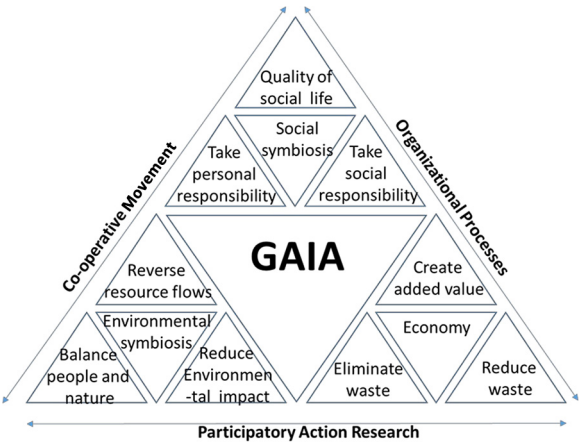 Quality of
social life
Social
symbiosis
Take
personal
responsibility
Take
social
responsibility
Co-operative Movement
Organizational Processes
GAIA
Reverse
resource flows
Create
added value
Environmental
symbiosis
Economy
Balance
people and
nature
Reduce
Environmen
-tal impact
Eliminate
waste
Reduce
waste
Participatory Action Research